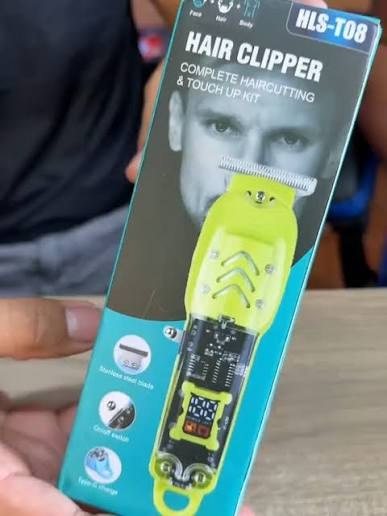 Face + Hair + Body
HLS-T08
HAIR CLIPPER
COMPLETE HAIRCUTTING
& TOUCH UP KIT
Stainless steel blade
On/off switch
Type-C charge